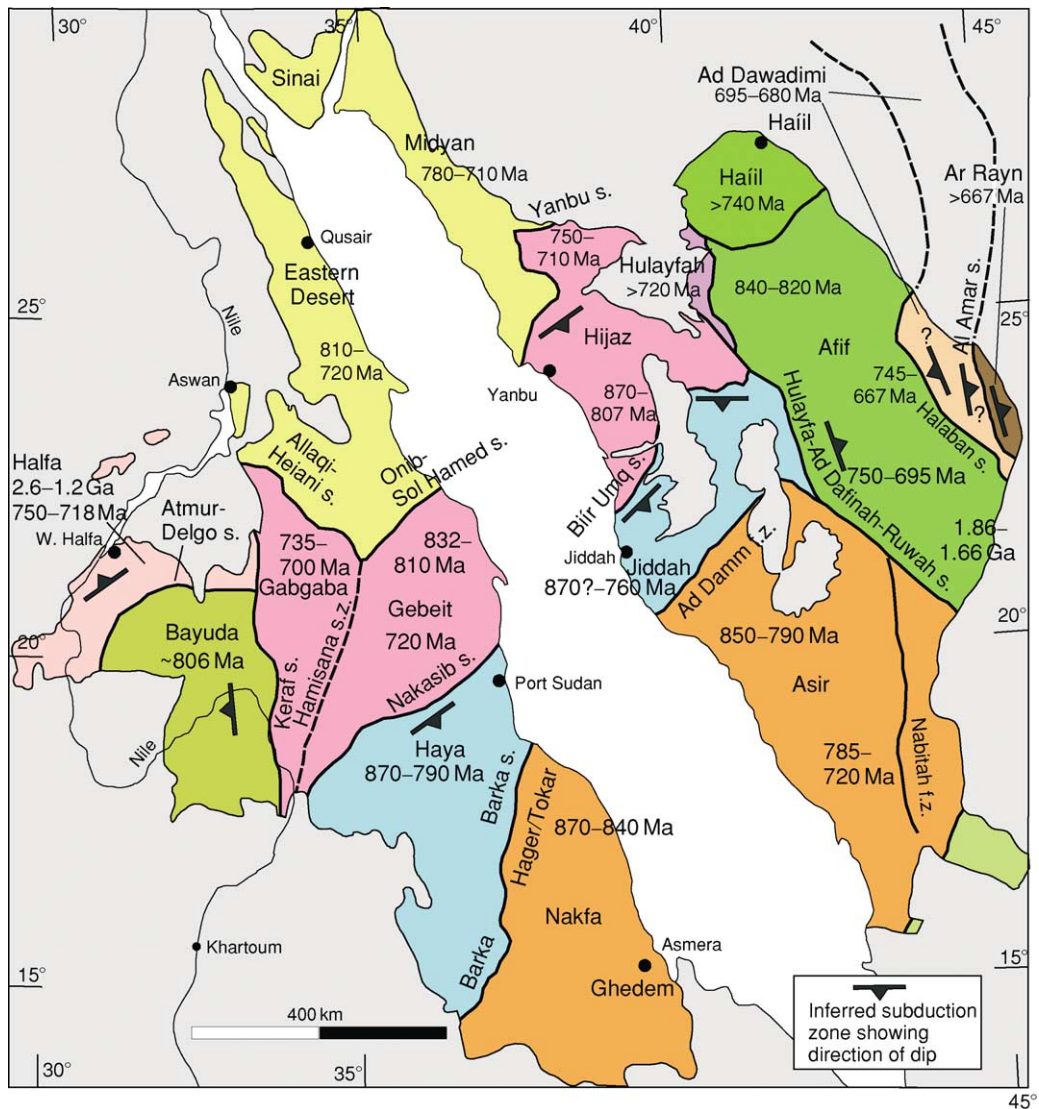 30°
35°
40°
45°
Sinai
Ad Dawadimi
695–680 Ma
Haíil
Midyan
780–710 Ma
Haíil
>740 Ma
Ar Rayn
>667 Ma
Yanbu s.
Qusair
750–
710 Ma
Hulayfah
>720 Ma
Eastern
Desert
840–820 Ma
Al Amar s.
25°
25°
Nile
Hijaz
Afif
?
810–
720 Ma
Aswan
Yanbu
745–
667 Ma
870–
807 Ma
?
Halaban s.
Hulayfa-Ad Dafinah-Ruwah s.
Allaqi-
Heiani s.
Onib-
Sol Hamed s.
Halfa
2.6–1.2 Ga
750–718 Ma
W. Halfa
Atmur-
Delgo s.
Biír Umq s.
750–695 Ma
1.86–
1.66 Ga
735–
700 Ma
Gabgaba
832–
810 Ma
Jiddah
Jiddah
870?–760 Ma
Ad Damm f.z.
20°
20°
Bayuda
~806 Ma
Gebeit
720 Ma
850–790 Ma
Asir
Keraf s.
Hamisana s.z.
Nakasib s.
Port Sudan
Nile
Haya
870–790 Ma
Barka s.
785–
720 Ma
Nabitah f.z.
Hager/Tokar
870–840 Ma
Nakfa
Barka
Khartoum
Asmera
Ghedem
15°
15°
400 km
Inferred subduction
zone showing
direction of dip
30°
35°
45°